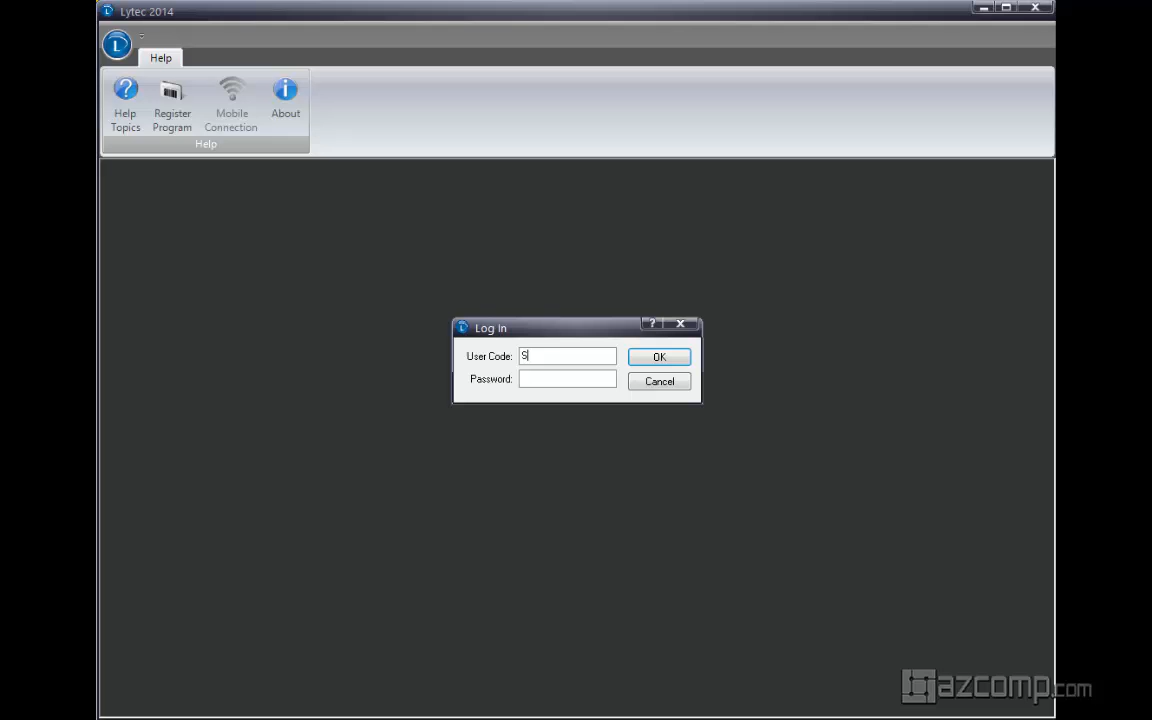 Lytec 2014
Help
Help Topics
Register Program
Mobile Connection
About
Help
Log In
User Code: S
OK
Password:
Cancel
azcomp.com